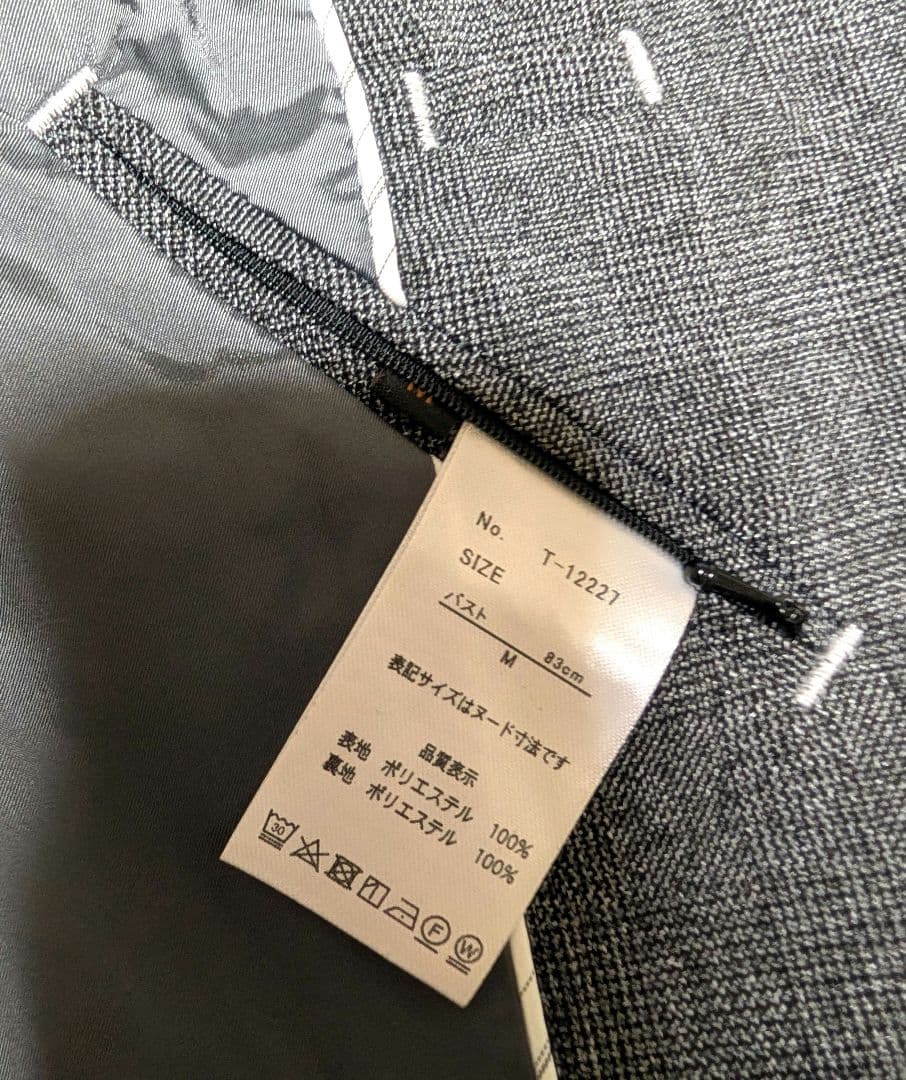 No. T-12227
SIZE
バスト 83cm
M
表記サイズはヌード寸法です
品質表示
表地 ポリエステル 100%
裏地 ポリエステル 100%
30 F W